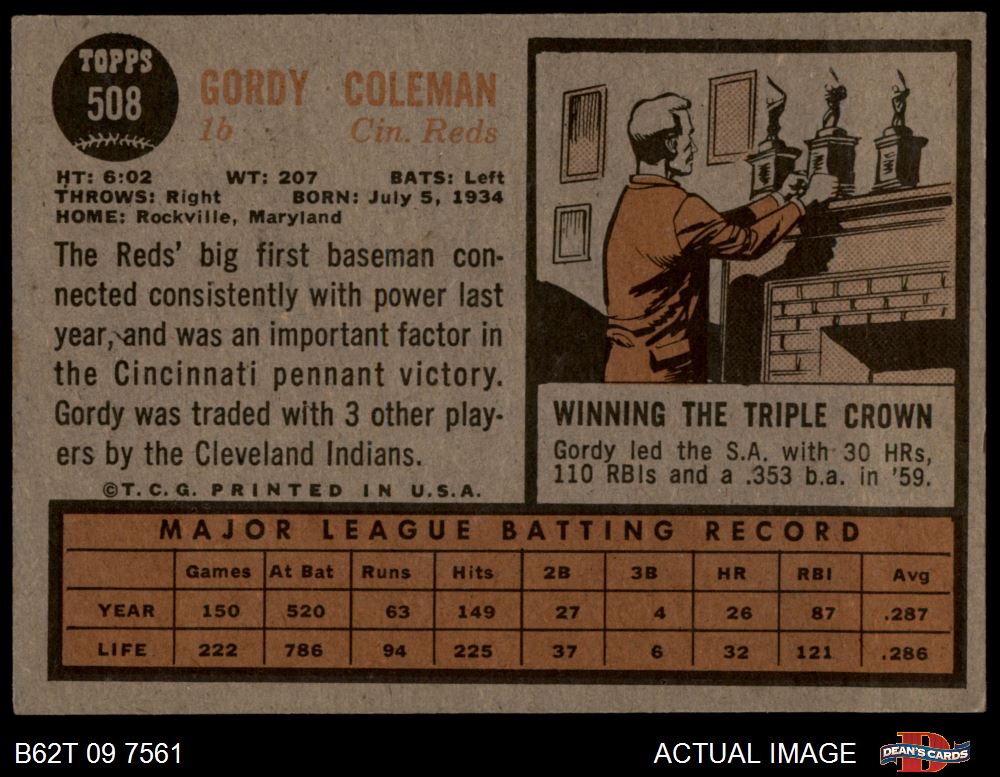 TOPPS
508
GORDY COLEMAN
1b Cin. Reds
HT: 6:02 WT: 207 BATS: Left
THROWS: Right BORN: July 5, 1934
HOME: Rockville, Maryland
The Reds' big first baseman con-
nected consistently with power last
year, and was an important factor in
the Cincinnati pennant victory.
Gordy was traded with 3 other play-
ers by the Cleveland Indians.
©T.C.G. PRINTED IN U.S.A.
WINNING THE TRIPLE CROWN
Gordy led the S.A. with 30 HRs,
110 RBIs and a .353 b.a. in '59.
MAJOR LEAGUE BATTING RECORD
Games At Bat Runs Hits 2B 3B HR RBI Avg
YEAR 150 520 63 149 27 4 26 87 .287
LIFE 222 786 94 225 37 6 32 121 .286
B62T 09 7561
ACTUAL IMAGE
D
DEAN'S CARDS